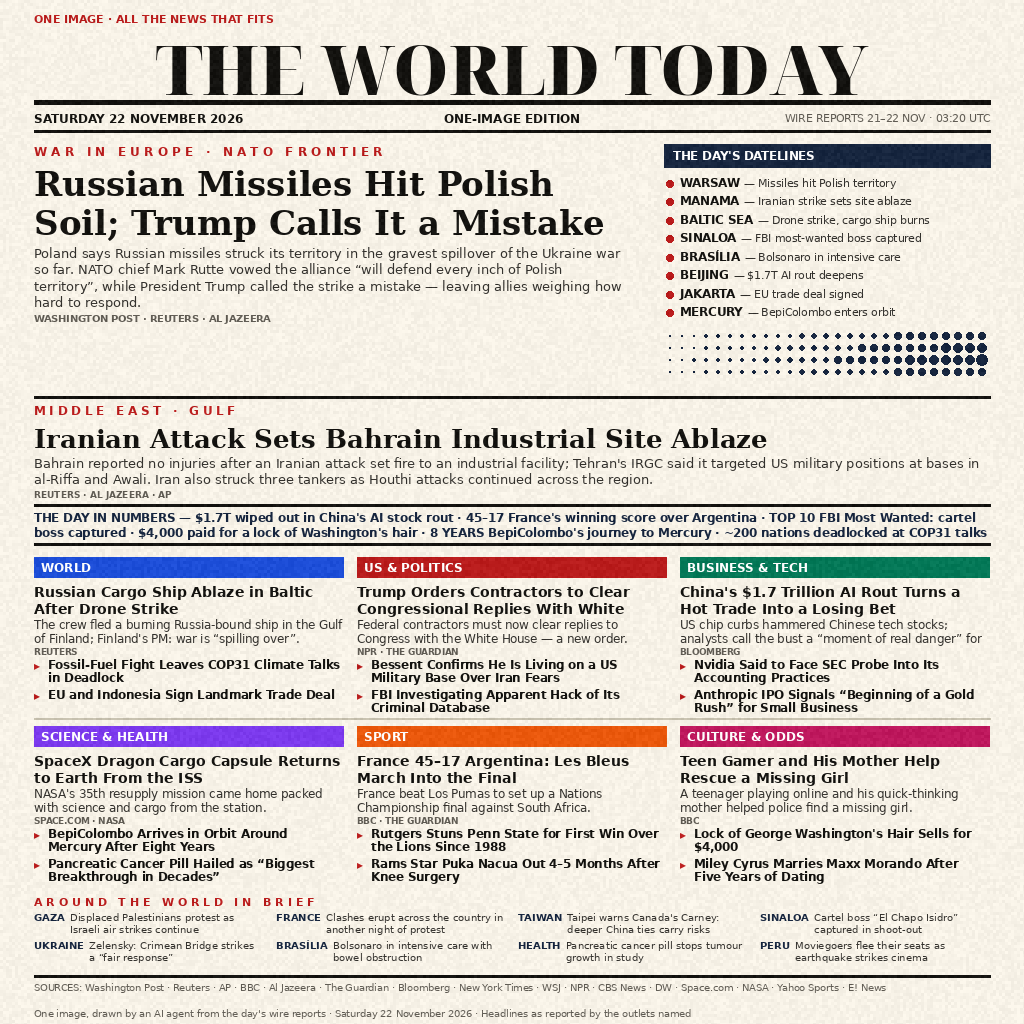 ONE IMAGE · ALL THE NEWS THAT FITS
THE WORLD TODAY
SATURDAY 22 NOVEMBER 2026
ONE-IMAGE EDITION
WIRE REPORTS 21–22 NOV · 03:20 UTC
WAR IN EUROPE · NATO FRONTIER
Russian Missiles Hit Polish
Soil; Trump Calls It a Mistake
Poland says Russian missiles struck its territory in the gravest spillover of the Ukraine war
so far. NATO chief Mark Rutte vowed the alliance “will defend every inch of Polish
territory”, while President Trump called the strike a mistake — leaving allies weighing how
hard to respond.
WASHINGTON POST · REUTERS · AL JAZEERA
THE DAY'S DATELINES
WARSAW — Missiles hit Polish territory
MANAMA — Iranian strike sets site ablaze
BALTIC SEA — Drone strike, cargo ship burns
SINALOA — FBI most-wanted boss captured
BRASÍLIA — Bolsonaro in intensive care
BEIJING — $1.7T AI rout deepens
JAKARTA — EU trade deal signed
MERCURY — BepiColombo enters orbit
MIDDLE EAST · GULF
Iranian Attack Sets Bahrain Industrial Site Ablaze
Bahrain reported no injuries after an Iranian attack set fire to an industrial facility; Tehran's IRGC said it targeted US military positions at bases in
al-Riffa and Awali. Iran also struck three tankers as Houthi attacks continued across the region.
REUTERS · AL JAZEERA · AP
THE DAY IN NUMBERS — $1.7T wiped out in China's AI stock rout · 45–17 France's winning score over Argentina · TOP 10 FBI Most Wanted: cartel
boss captured · $4,000 paid for a lock of Washington's hair · 8 YEARS BepiColombo's journey to Mercury · ~200 nations deadlocked at COP31 talks
WORLD
Russian Cargo Ship Ablaze in Baltic
After Drone Strike
The crew fled a burning Russia-bound ship in the Gulf
of Finland; Finland's PM: war is “spilling over”.
REUTERS
▸ Fossil-Fuel Fight Leaves COP31 Climate Talks
in Deadlock
▸ EU and Indonesia Sign Landmark Trade Deal
US & POLITICS
Trump Orders Contractors to Clear
Congressional Replies With White
Federal contractors must now clear replies to
Congress with the White House — a new order.
NPR · THE GUARDIAN
▸ Bessent Confirms He Is Living on a US
Military Base Over Iran Fears
▸ FBI Investigating Apparent Hack of Its
Criminal Database
BUSINESS & TECH
China's $1.7 Trillion AI Rout Turns a
Hot Trade Into a Losing Bet
US chip curbs hammered Chinese tech stocks;
analysts call the bust a “moment of real danger” for
BLOOMBERG
▸ Nvidia Said to Face SEC Probe Into Its
Accounting Practices
▸ Anthropic IPO Signals “Beginning of a Gold
Rush” for Small Business
SCIENCE & HEALTH
SpaceX Dragon Cargo Capsule Returns
to Earth From the ISS
NASA's 35th resupply mission came home packed
with science and cargo from the station.
SPACE.COM · NASA
▸ BepiColombo Arrives in Orbit Around
Mercury After Eight Years
▸ Pancreatic Cancer Pill Hailed as “Biggest
Breakthrough in Decades”
SPORT
France 45–17 Argentina: Les Bleus
March Into the Final
France beat Los Pumas to set up a Nations
Championship final against South Africa.
BBC · THE GUARDIAN
▸ Rutgers Stuns Penn State for First Win Over
the Lions Since 1988
▸ Rams Star Puka Nacua Out 4–5 Months After
Knee Surgery
CULTURE & ODDS
Teen Gamer and His Mother Help
Rescue a Missing Girl
A teenager playing online and his quick-thinking
mother helped police find a missing girl.
BBC
▸ Lock of George Washington's Hair Sells for
$4,000
▸ Miley Cyrus Marries Maxx Morando After
Five Years of Dating
AROUND THE WORLD IN BRIEF
GAZA Displaced Palestinians protest as
Israeli air strikes continue
FRANCE Clashes erupt across the country in
another night of protest
TAIWAN Taipei warns Canada's Carney:
deeper China ties carry risks
SINALOA Cartel boss “El Chapo Isidro”
captured in shoot-out
UKRAINE Zelensky: Crimean Bridge strikes
a “fair response”
BRASÍLIA Bolsonaro in intensive care with
bowel obstruction
HEALTH Pancreatic cancer pill stops tumour
growth in study
PERU Moviegoers flee their seats as
earthquake strikes cinema
SOURCES: Washington Post · Reuters · AP · BBC · Al Jazeera · The Guardian · Bloomberg · New York Times · WSJ · NPR · CBS News · DW · Space.com · NASA · Yahoo Sports · E! News
One image, drawn by an AI agent from the day's wire reports · Saturday 22 November 2026 · Headlines as reported by the outlets named